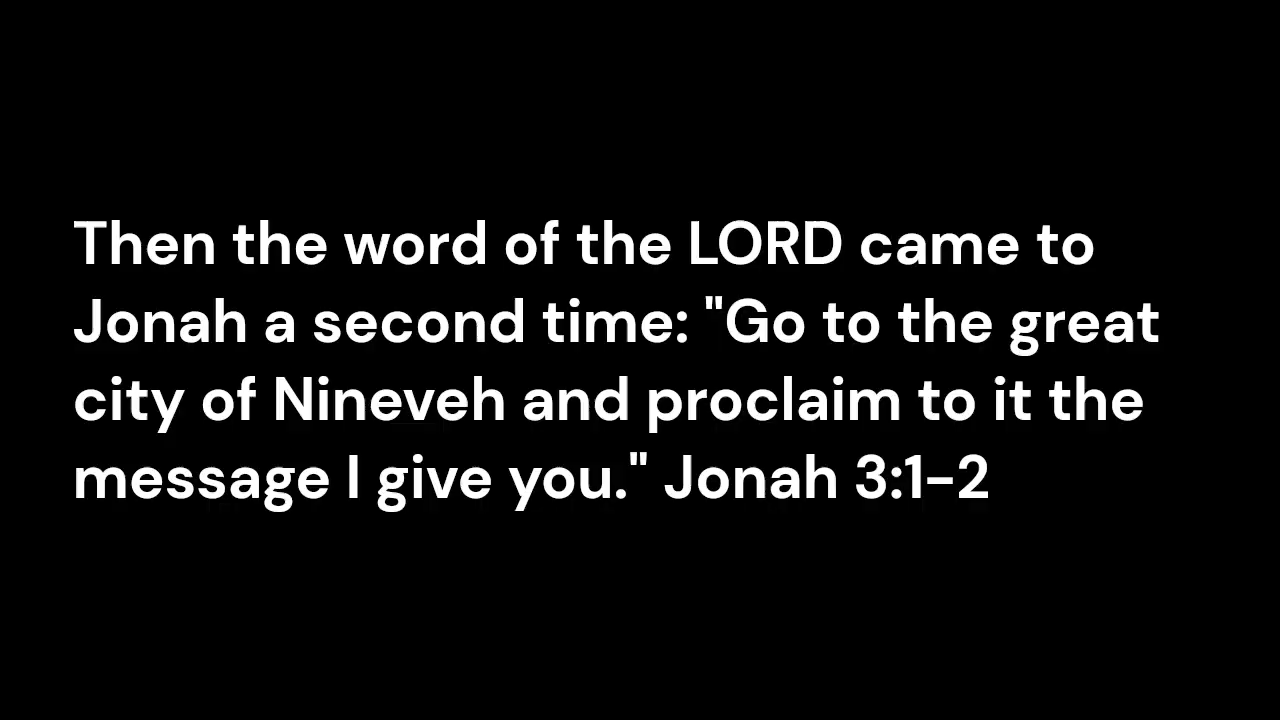 Then the word of the LORD came to
Jonah a second time: "Go to the great
city of Nineveh and proclaim to it the
message I give you." Jonah 3:1-2